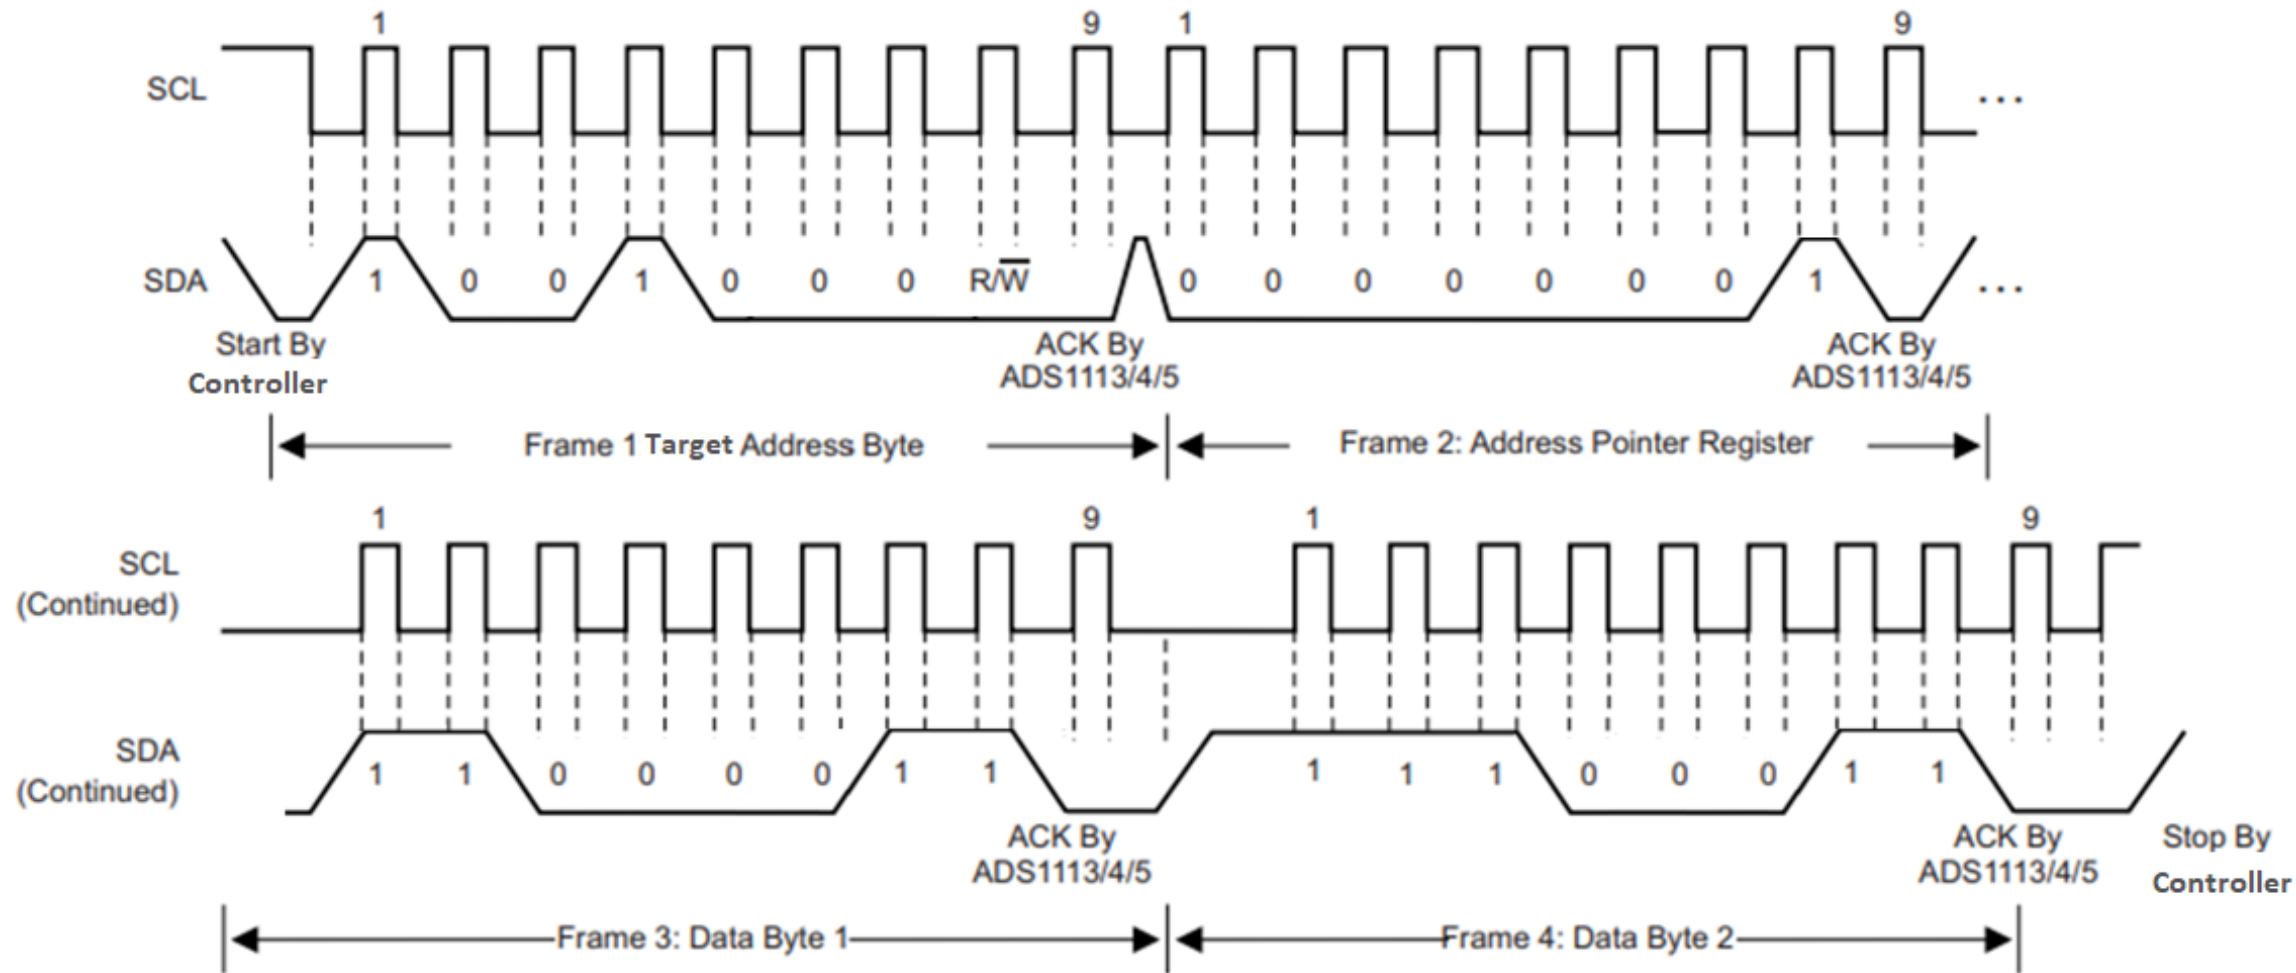 1 9 1 9
SCL ...
SDA 1 0 0 1 0 0 0 R/W̅ 0 0 0 0 0 0 0 1 ...
Start By
Controller
ACK By
ADS1113/4/5
ACK By
ADS1113/4/5
Frame 1 Target Address Byte
Frame 2: Address Pointer Register
1 9 1 9
SCL
(Continued)
SDA
(Continued)
1 1 0 0 0 0 1 1 1 1 1 0 0 0 1 1
ACK By
ADS1113/4/5
ACK By
ADS1113/4/5
Stop By
Controller
Frame 3: Data Byte 1
Frame 4: Data Byte 2